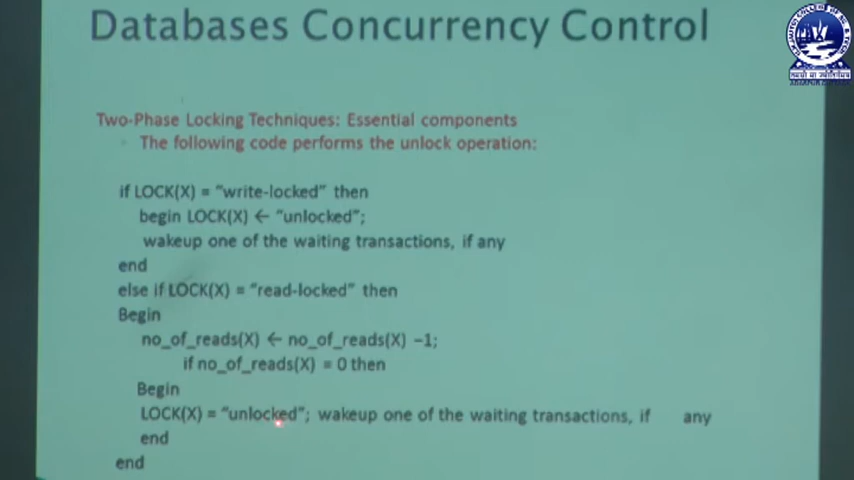 Databases Concurrency Control
Two-Phase Locking Techniques: Essential components
The following code performs the unlock operation:
if LOCK(X) = “write-locked” then
begin LOCK(X) ← “unlocked”;
wakeup one of the waiting transactions, if any
end
else if LOCK(X) = “read-locked” then
Begin
no_of_reads(X) ← no_of_reads(X) –1;
if no_of_reads(X) = 0 then
Begin
LOCK(X) = “unlocked”; wakeup one of the waiting transactions, if any
end
end